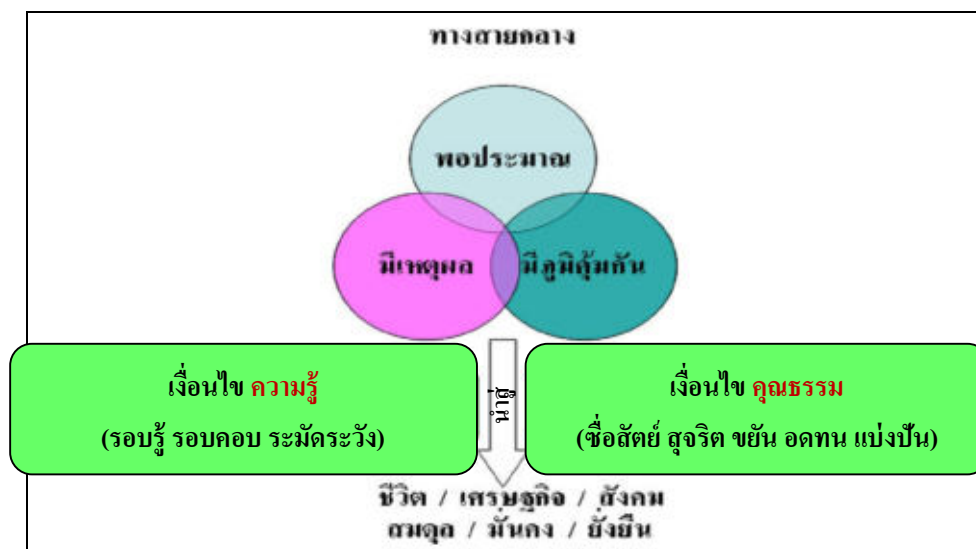 ทางสายกลาง
พอประมาณ
มีเหตุผล
มีภูมิคุ้มกัน
เงื่อนไข ความรู้
(รอบรู้ รอบคอบ ระมัดระวัง)
นำสู่
เงื่อนไข คุณธรรม
(ซื่อสัตย์ สุจริต ขยัน อดทน แบ่งปัน)
ชีวิต / เศรษฐกิจ / สังคม
สมดุล / มั่นคง / ยั่งยืน